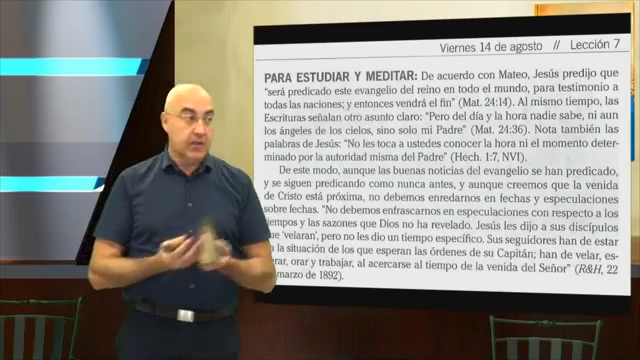 Viernes 14 de agosto // Lección 7
PARA ESTUDIAR Y MEDITAR: De acuerdo con Mateo, Jesús predijo que
“será predicado este evangelio del reino en todo el mundo, para testimonio a
todas las naciones; y entonces vendrá el fin” (Mat. 24:14). Al mismo tiempo, las
Escrituras señalan otro asunto claro: “Pero del día y la hora nadie sabe, ni aun
los ángeles de los cielos, sino solo mi Padre” (Mat. 24:36). Nota también las
palabras de Jesús: “No les toca a ustedes conocer la hora ni el momento deter-
minado por la autoridad misma del Padre” (Hech. 1:7, NVI).
De este modo, aunque las buenas noticias del evangelio se han predicado,
y se siguen predicando como nunca antes, y aunque creemos que la venida
de Cristo está próxima, no debemos enredarnos en fechas y especulaciones
sobre fechas. “No debemos enfrascarnos en especulaciones con respecto a los
tiempos y las sazones que Dios no ha revelado. Jesús les dijo a sus discípulos
que ‘velaran’, pero no les dio un tiempo específico. Sus seguidores han de estar
en la situación de los que esperan las órdenes de su Capitán; han de velar, es-
perar, orar y trabajar, al acercarse al tiempo de la venida del Señor” (R&H, 22
marzo de 1892).